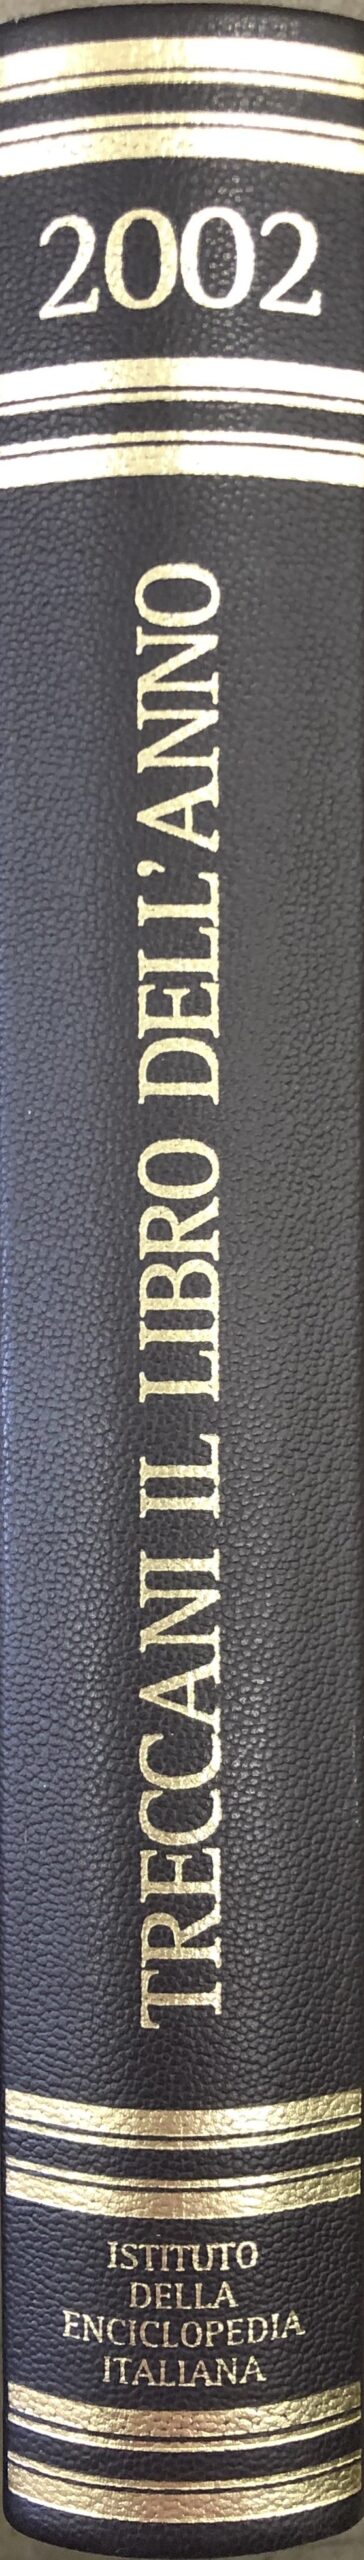 2002
TRECCANI IL LIBRO DELL'ANNO
ISTITUTO
DELLA
ENCICLOPEDIA
ITALIANA